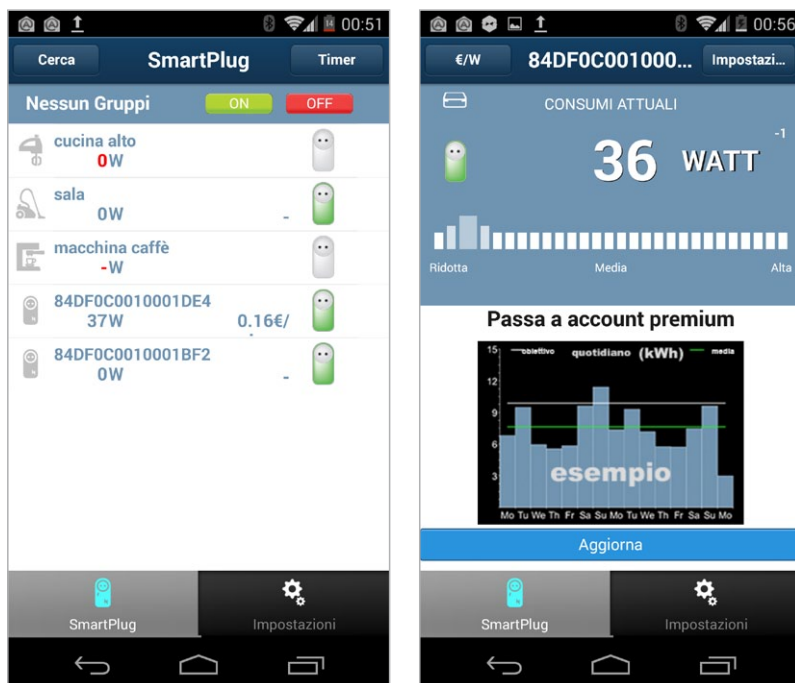 00:51
Cerca SmartPlug Timer
Nessun Gruppi ON OFF
cucina alto
0W
sala
0W -
macchina caffè
-W
84DF0C0010001DE4
37W 0.16€/
84DF0C0010001BF2
0W -
SmartPlug Impostazioni
00:56
€/W 84DF0C001000... Impostazi...
CONSUMI ATTUALI
36 WATT -1
Ridotta Media Alta
Passa a account premium
obiettivo quotidiano (kWh) media
15
12
9
6
3
esempio
Mo Tu We Th Fr Sa Su Mo Tu We Th Fr Sa Su Mo
Aggiorna
SmartPlug Impostazioni